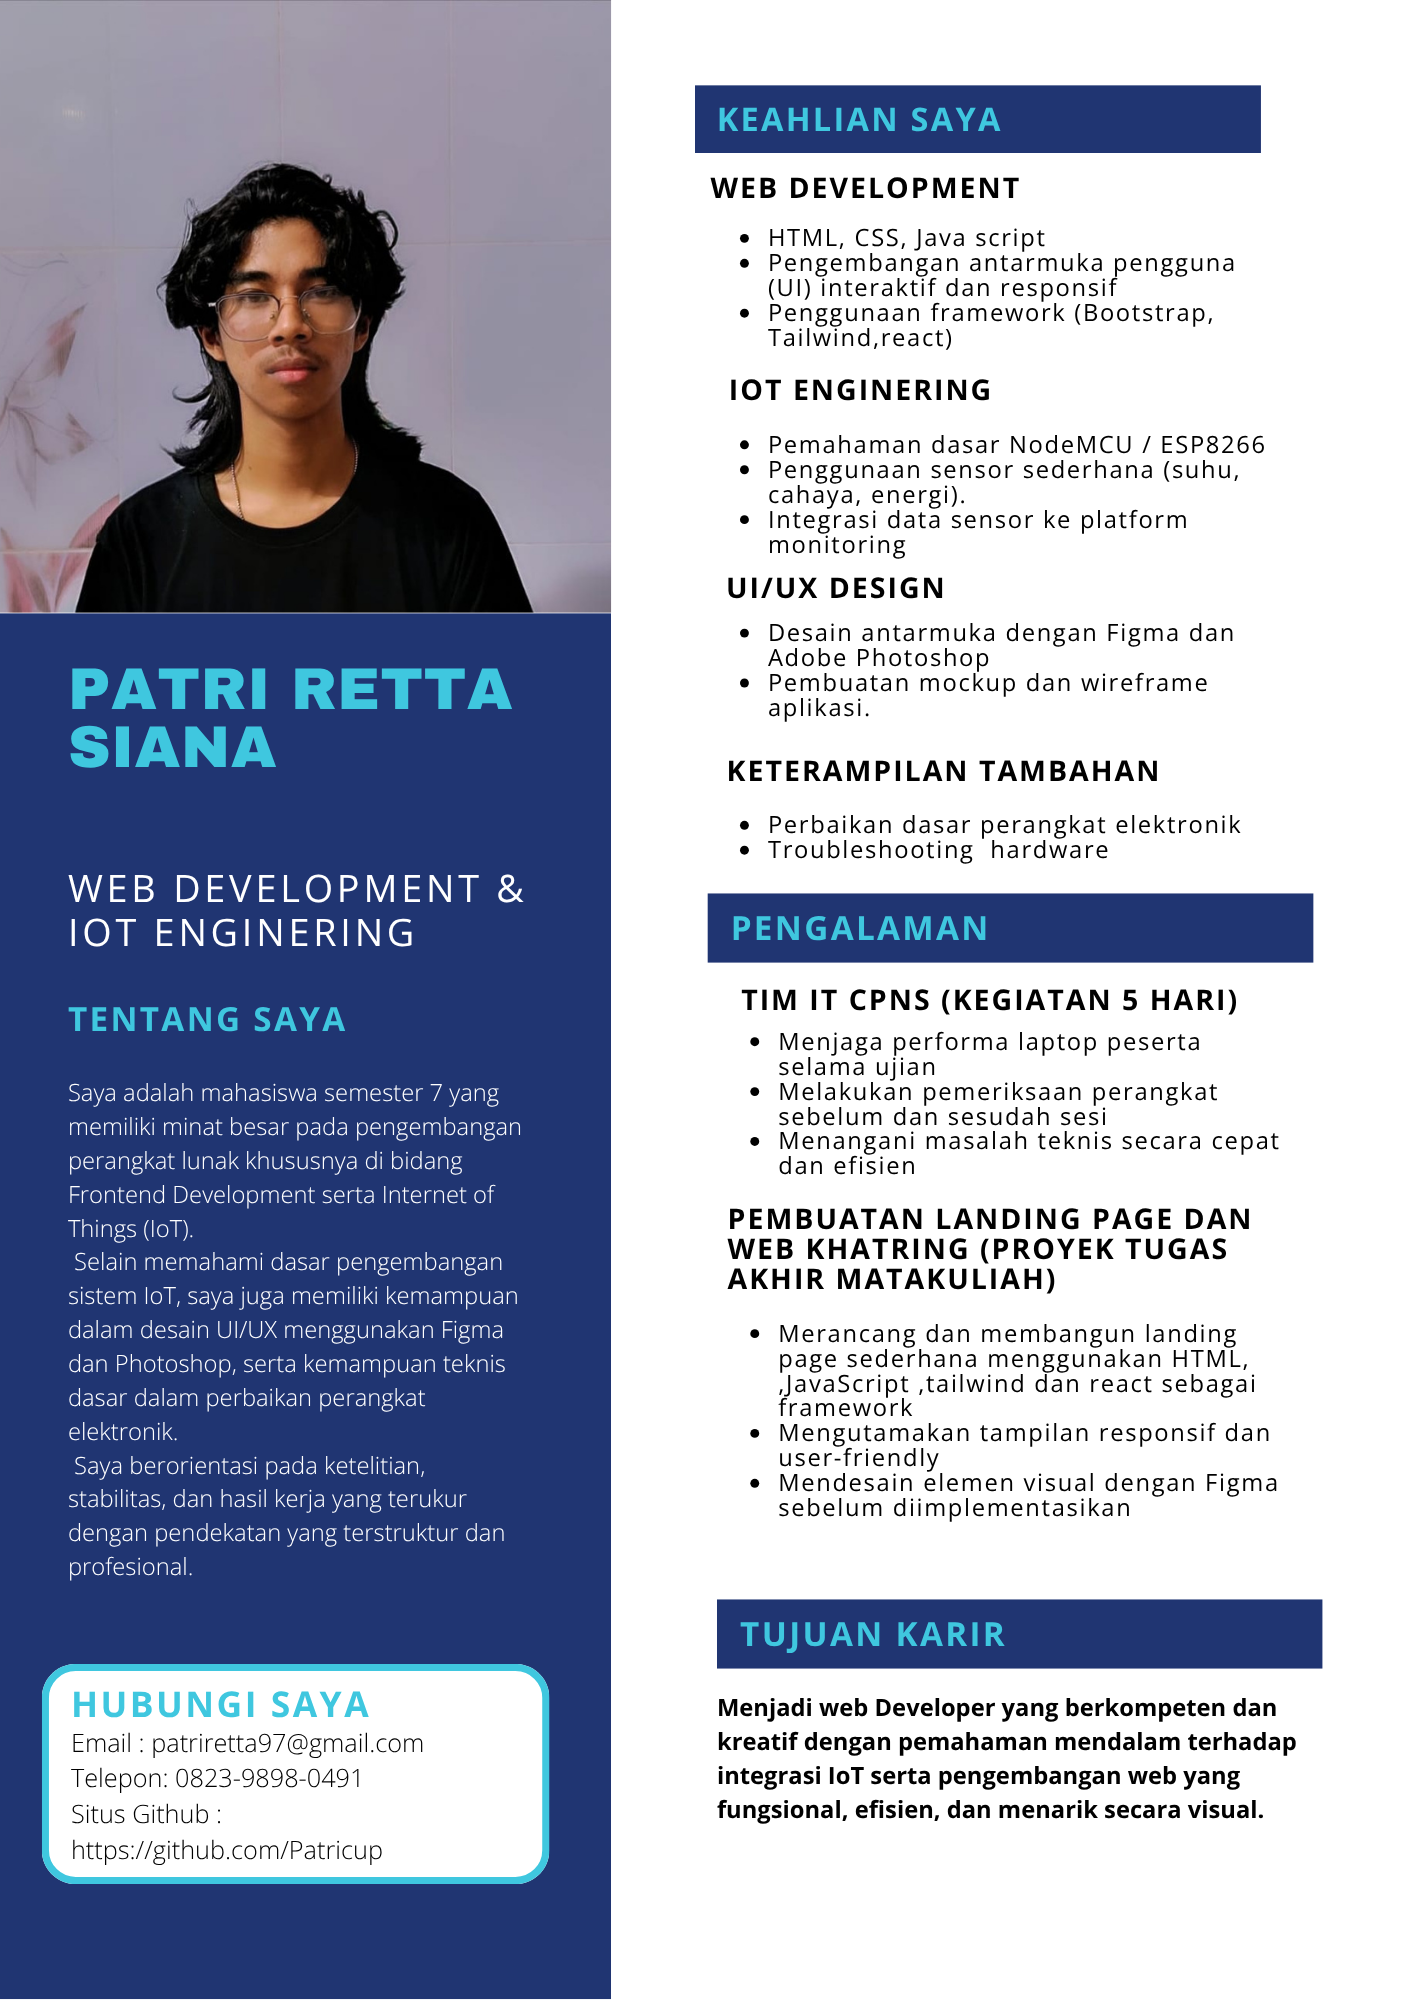 PATRI RETTA
SIANA
WEB DEVELOPMENT &
IOT ENGINERING
TENTANG SAYA
Saya adalah mahasiswa semester 7 yang
memiliki minat besar pada pengembangan
perangkat lunak khususnya di bidang
Frontend Development serta Internet of
Things (IoT).
Selain memahami dasar pengembangan
sistem IoT, saya juga memiliki kemampuan
dalam desain UI/UX menggunakan Figma
dan Photoshop, serta kemampuan teknis
dasar dalam perbaikan perangkat
elektronik.
Saya berorientasi pada ketelitian,
stabilitas, dan hasil kerja yang terukur
dengan pendekatan yang terstruktur dan
profesional.
HUBUNGI SAYA
Email : patriretta97@gmail.com
Telepon: 0823-9898-0491
Situs Github :
https://github.com/Patricup
KEAHLIAN SAYA
WEB DEVELOPMENT
• HTML, CSS, Java script
• Pengembangan antarmuka pengguna
(UI) interaktif dan responsif
• Penggunaan framework (Bootstrap,
Tailwind,react)
IOT ENGINERING
• Pemahaman dasar NodeMCU / ESP8266
• Penggunaan sensor sederhana (suhu,
cahaya, energi).
• Integrasi data sensor ke platform
monitoring
UI/UX DESIGN
• Desain antarmuka dengan Figma dan
Adobe Photoshop
• Pembuatan mockup dan wireframe
aplikasi.
KETERAMPILAN TAMBAHAN
• Perbaikan dasar perangkat elektronik
• Troubleshooting  hardware
PENGALAMAN
TIM IT CPNS (KEGIATAN 5 HARI)
• Menjaga performa laptop peserta
selama ujian
• Melakukan pemeriksaan perangkat
sebelum dan sesudah sesi
• Menangani masalah teknis secara cepat
dan efisien
PEMBUATAN LANDING PAGE DAN
WEB KHATRING (PROYEK TUGAS
AKHIR MATAKULIAH)
• Merancang dan membangun landing
page sederhana menggunakan HTML,
,JavaScript ,tailwind dan react sebagai
framework
• Mengutamakan tampilan responsif dan
user-friendly
• Mendesain elemen visual dengan Figma
sebelum diimplementasikan
TUJUAN KARIR
Menjadi web Developer yang berkompeten dan
kreatif dengan pemahaman mendalam terhadap
integrasi IoT serta pengembangan web yang
fungsional, efisien, dan menarik secara visual.